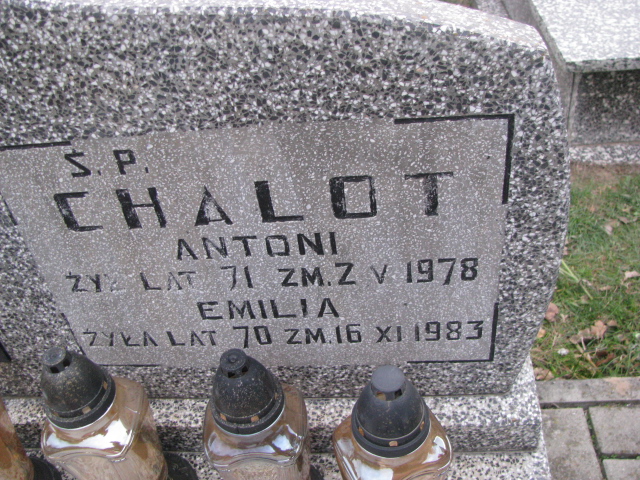 Ś.P.
CHALOT
ANTONI
ŻYŁ LAT 71 ZM. 2 V 1978
EMILIA
ŻYŁA LAT 70 ZM. 16 XI 1983